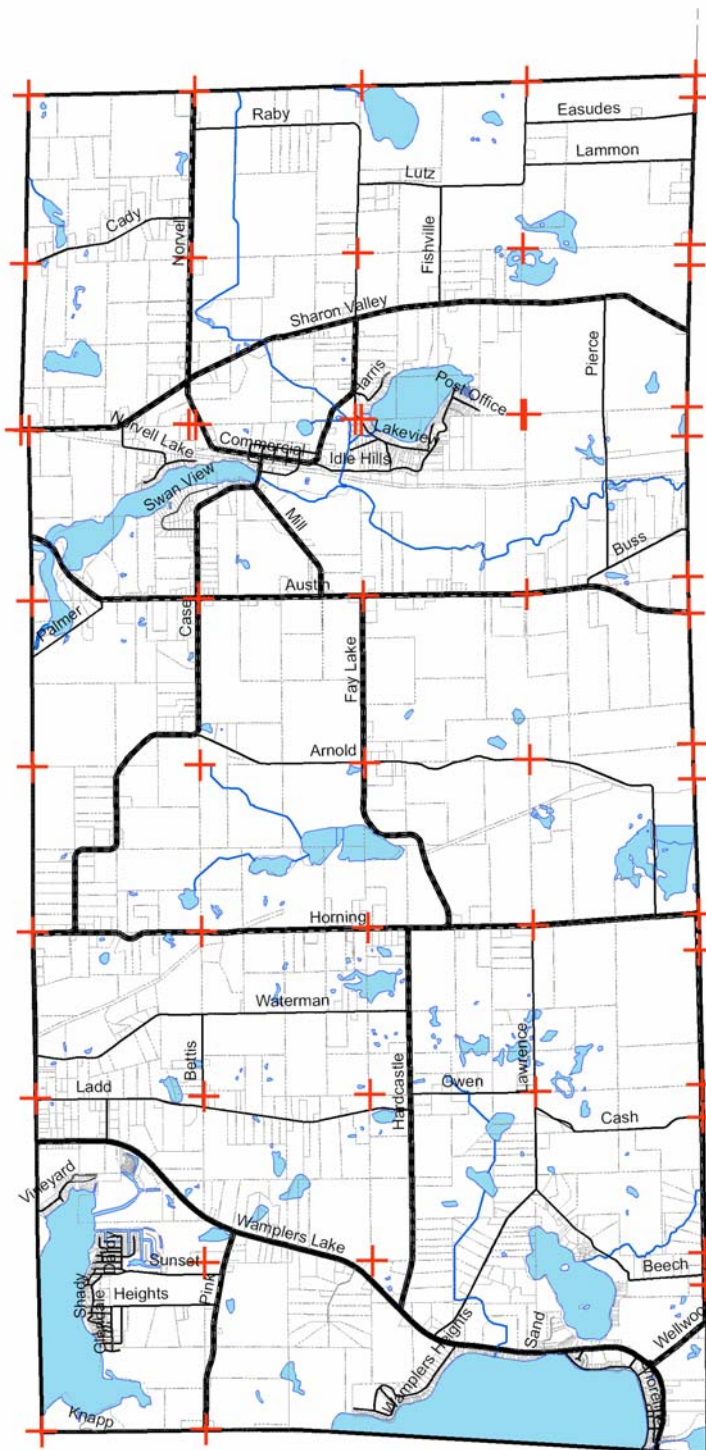 Raby
Easudes
Lammon
Lutz
Cady
Norvell
Fishville
Sharon Valley
Pierce
Harris
Post Office
Norvell Lake
Commercial
Lakeview
Idle Hills
Swan View
Mill
Buss
Austin
Case
Palmer
Fay Lake
Arnold
Horning
Waterman
Bettis
Lawrence
Ladd
Owen
Hardcastle
Cash
Vineyard
Wamplers Lake
Sunset
Beech
Shady
Heights
Pink
Glendale
Sand
Wamplers Heights
Knapp